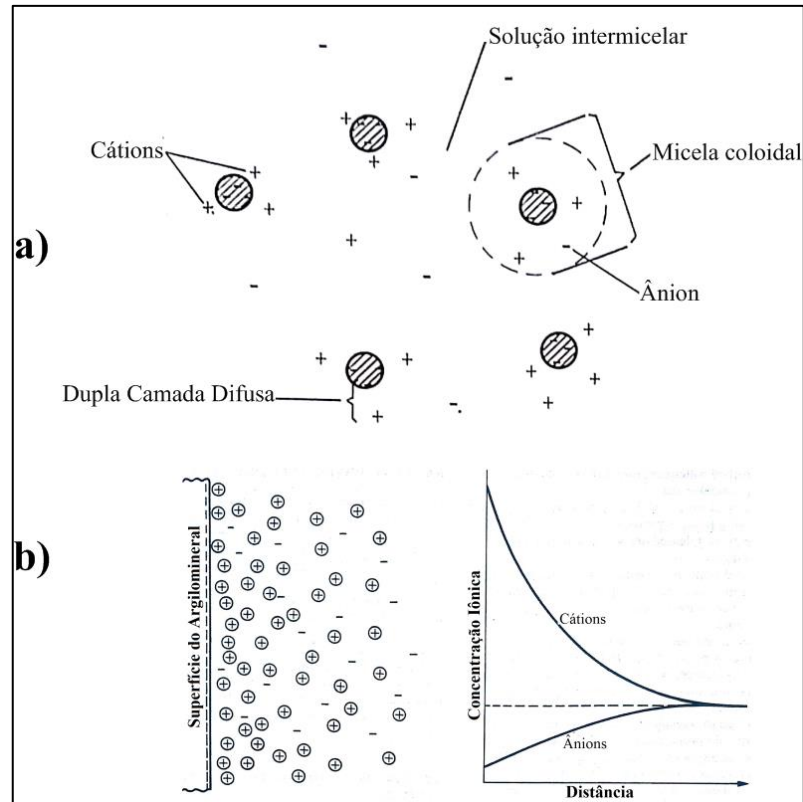 Solução intermicelar
Cátions
Micela coloidal
a)
Ânion
Dupla Camada Difusa
b)
Superfície do Argilomineral
Concentração Iônica
Cátions
Ânions
Distância